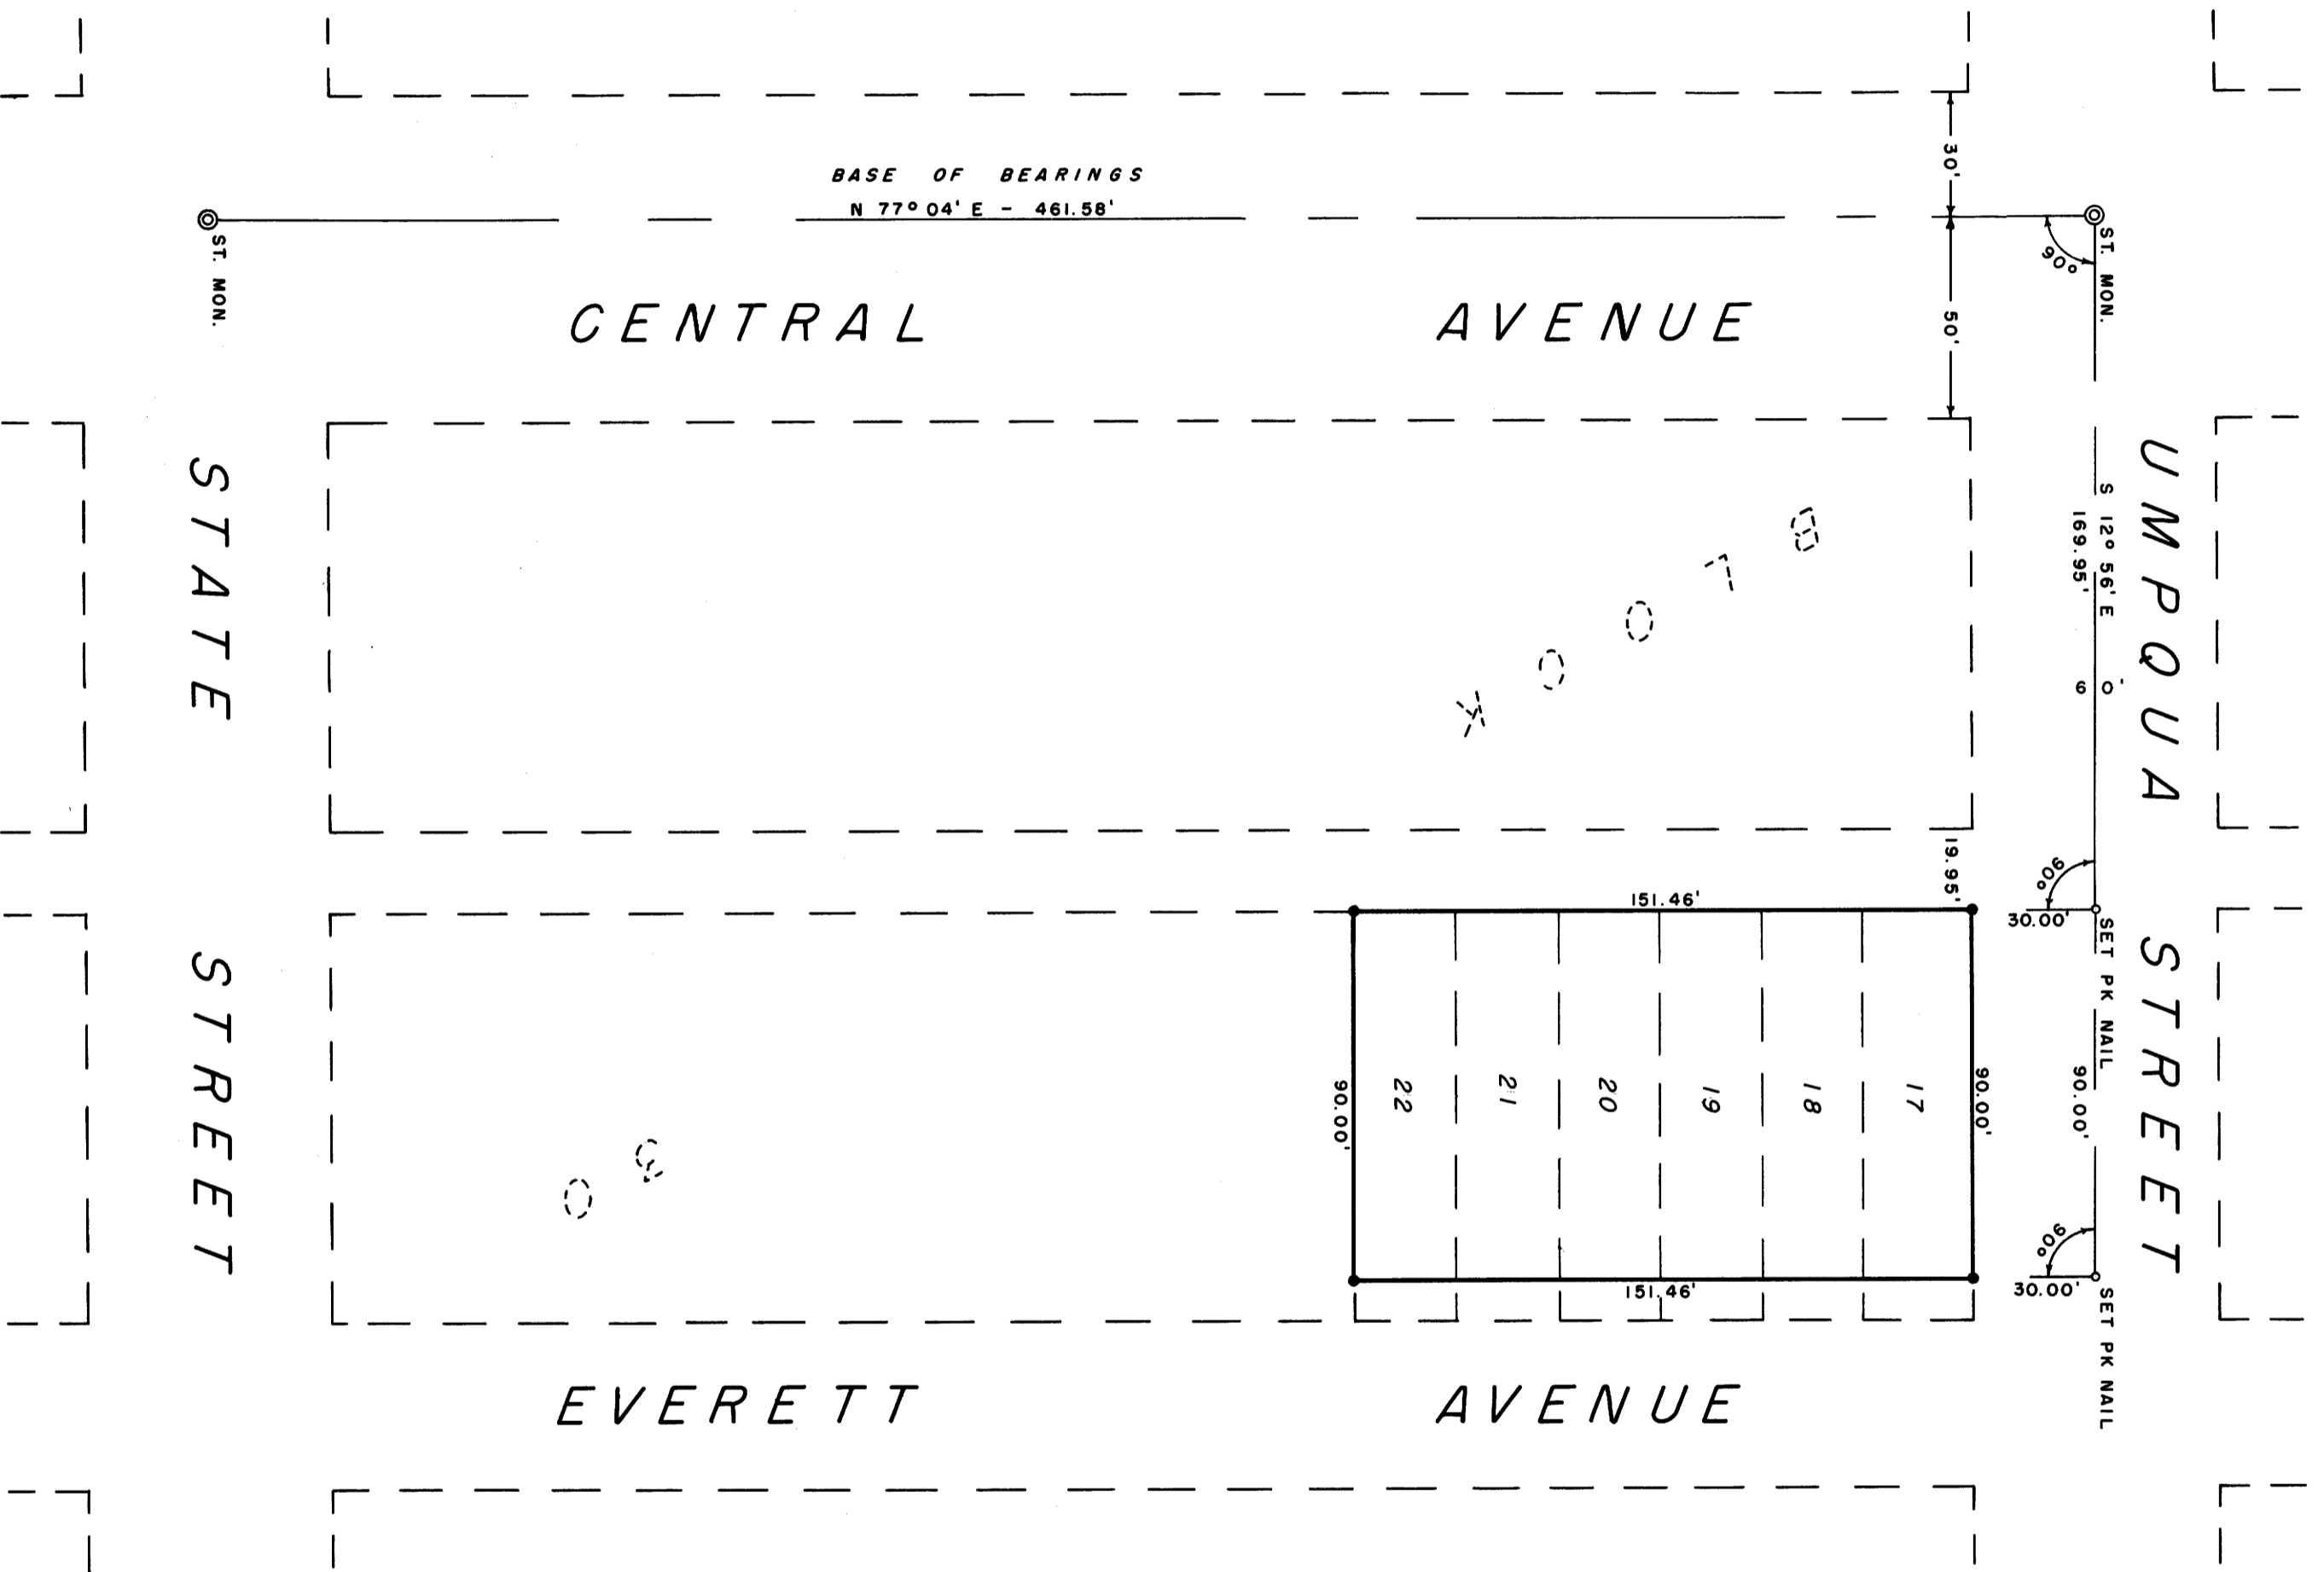 BASE OF BEARINGS
N 77° 04' E - 461.58'
30'
ST. MON.
ST. MON.
90°
CENTRAL AVENUE
50'
STATE STREET
UMPQUA STREET
S 12° 56' E
169.95'
60'
19.95'
90°
151.46'
30.00'
SET PK NAIL
90.00'
22
21
20
19
18
17
90.00'
90.00'
90°
151.46'
30.00'
SET PK NAIL
EVERETT AVENUE